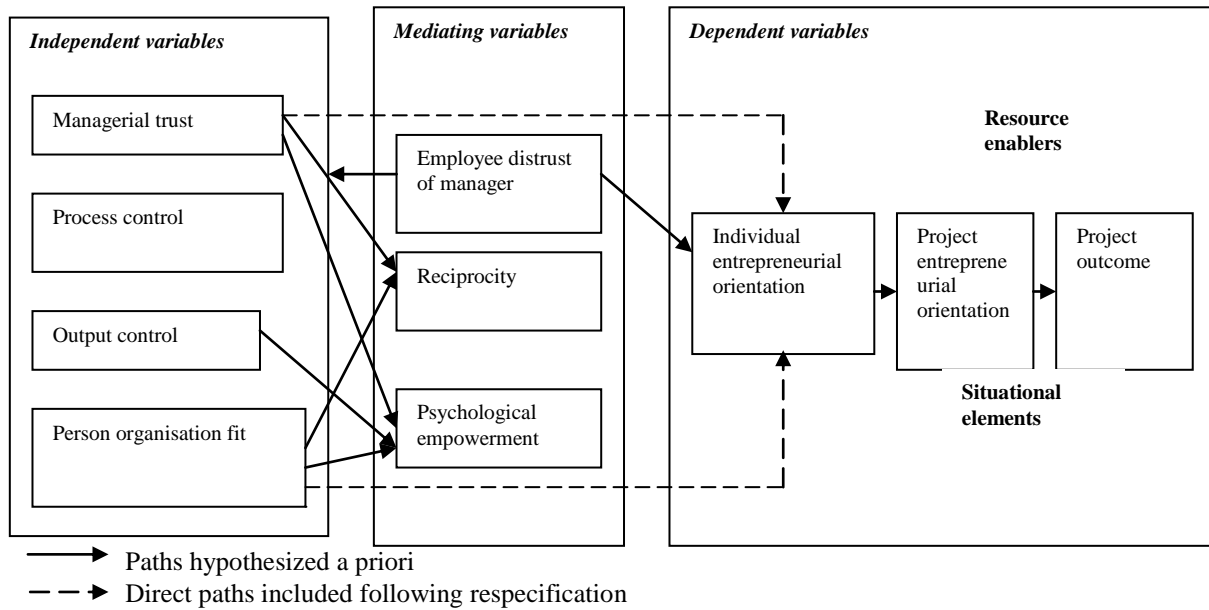 Independent variables
Managerial trust
Process control
Output control
Person organisation fit
Mediating variables
Employee distrust
of manager
Reciprocity
Psychological
empowerment
Dependent variables
Resource
enablers
Individual
entrepreneurial
orientation
Project
entreprene
urial
orientation
Project
outcome
Situational
elements
Paths hypothesized a priori
Direct paths included following respecification